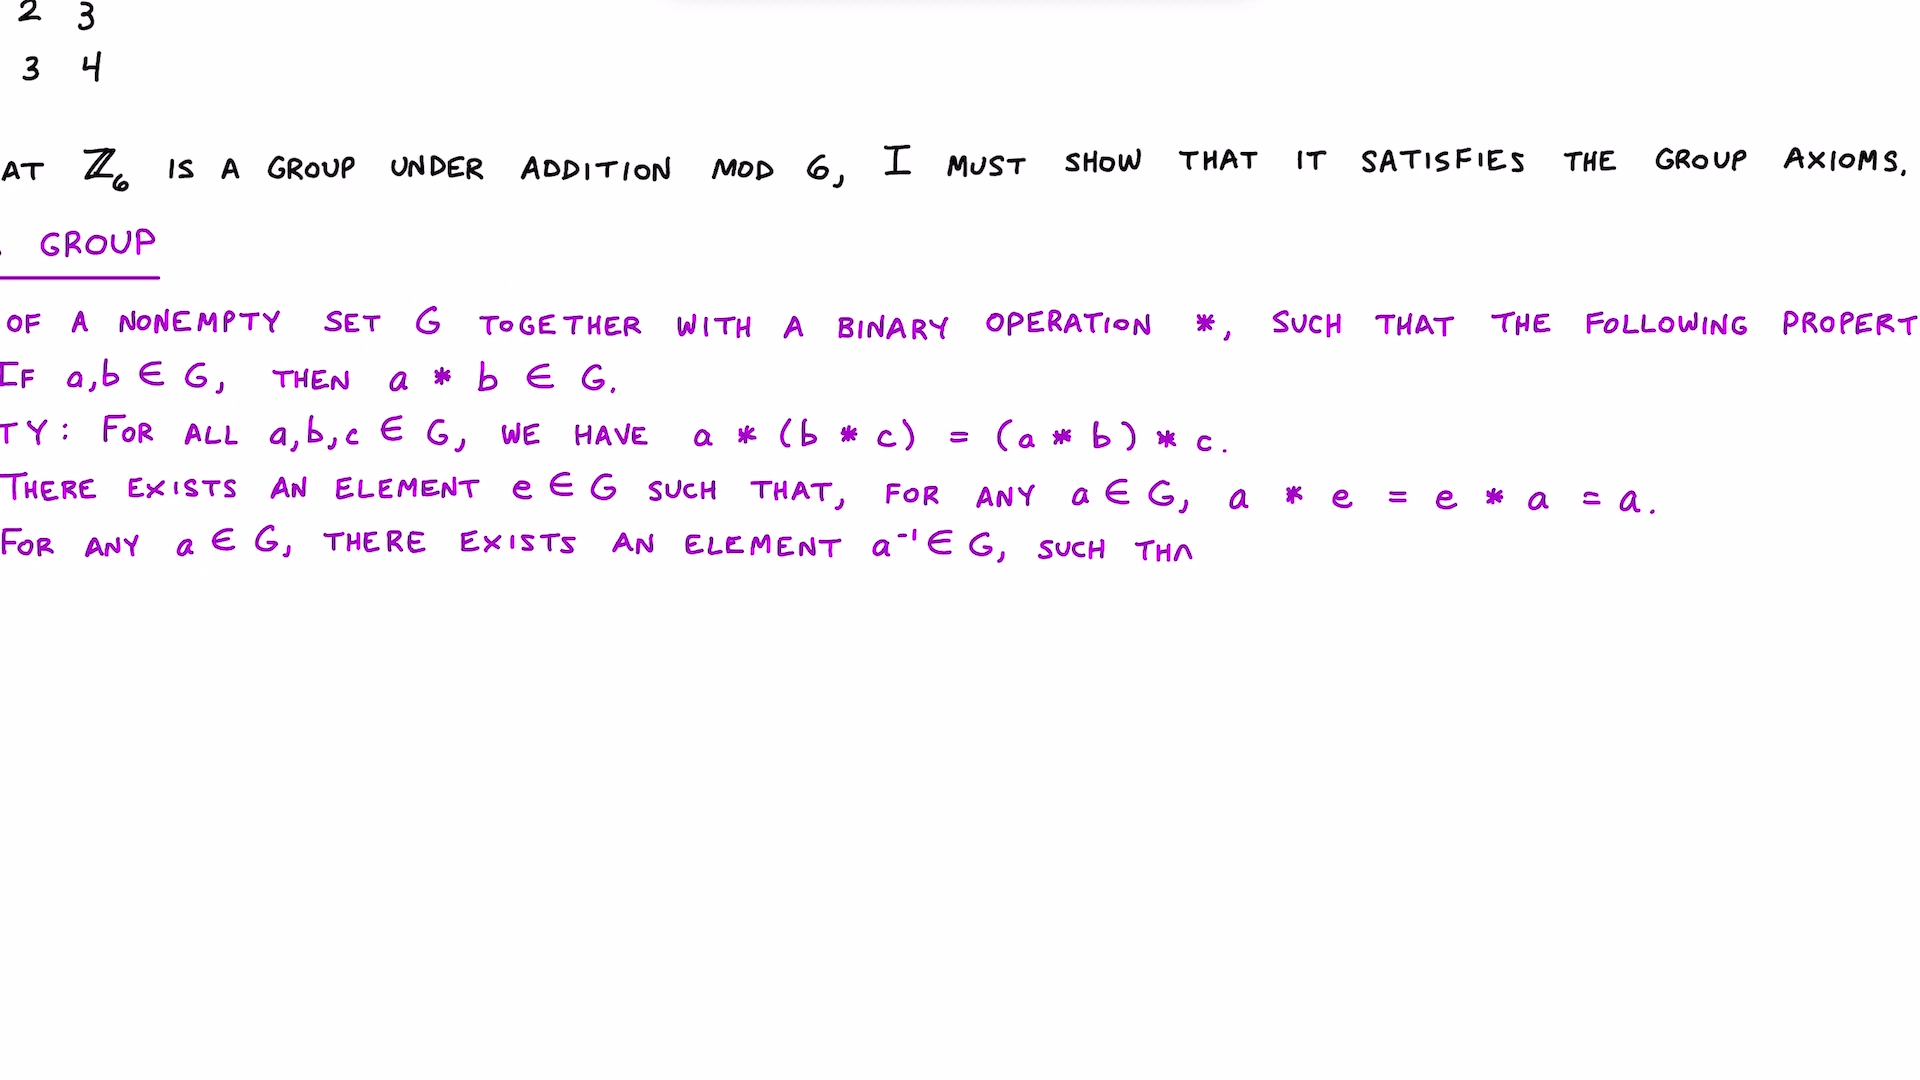 2 3
3 4
AT ℤ₆ IS A GROUP UNDER ADDITION MOD 6, I MUST SHOW THAT IT SATISFIES THE GROUP AXIOMS.
GROUP
OF A NONEMPTY SET G TOGETHER WITH A BINARY OPERATION *, SUCH THAT THE FOLLOWING PROPERT
IF a,b ∈ G, THEN a * b ∈ G.
TY: FOR ALL a,b,c ∈ G, WE HAVE a * (b * c) = (a * b) * c.
THERE EXISTS AN ELEMENT e ∈ G SUCH THAT, FOR ANY a ∈ G, a * e = e * a = a.
FOR ANY a ∈ G, THERE EXISTS AN ELEMENT a⁻¹ ∈ G, SUCH TH